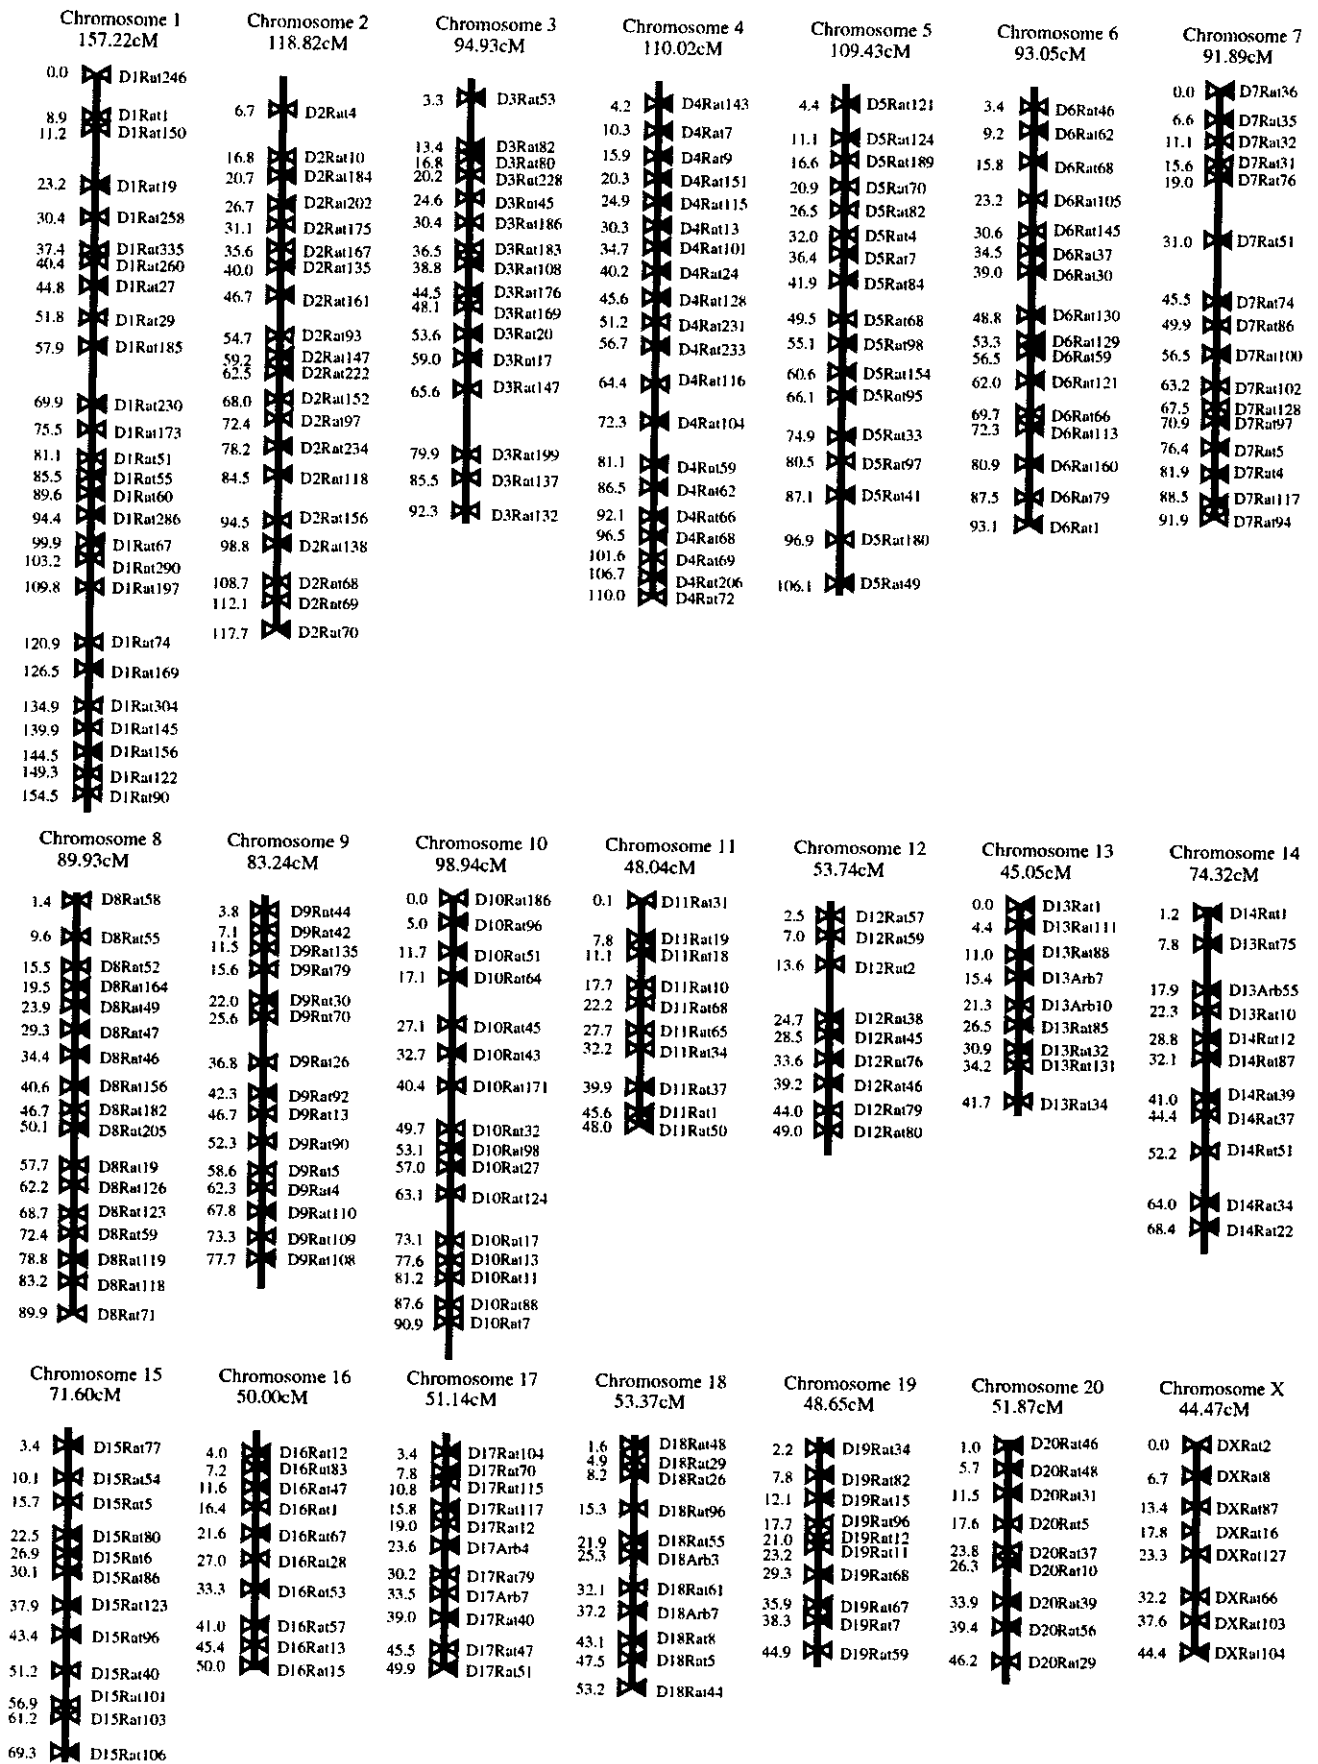 Chromosome 1
157.22cM
0.0 D1Rat246
8.9 D1Rat1
11.2 D1Rat150
23.2 D1Rat19
30.4 D1Rat258
37.4 D1Rat335
40.4 D1Rat260
44.8 D1Rat27
51.8 D1Rat29
57.9 D1Rat185
69.9 D1Rat230
75.5 D1Rat173
81.1 D1Rat51
85.5 D1Rat55
89.6 D1Rat60
94.4 D1Rat286
99.9 D1Rat67
103.2 D1Rat290
109.8 D1Rat197
120.9 D1Rat74
126.5 D1Rat169
134.9 D1Rat304
139.9 D1Rat145
144.5 D1Rat156
149.3 D1Rat122
154.5 D1Rat90
Chromosome 2
118.82cM
6.7 D2Rat4
16.8 D2Rat10
20.7 D2Rat184
26.7 D2Rat202
31.1 D2Rat175
35.6 D2Rat167
40.0 D2Rat135
46.7 D2Rat161
54.7 D2Rat93
59.2 D2Rat147
62.5 D2Rat222
68.0 D2Rat152
72.4 D2Rat97
78.2 D2Rat234
84.5 D2Rat118
94.5 D2Rat156
98.8 D2Rat138
108.7 D2Rat68
112.1 D2Rat69
117.7 D2Rat70
Chromosome 3
94.93cM
3.3 D3Rat53
13.4 D3Rat82
16.8 D3Rat80
20.2 D3Rat228
24.6 D3Rat45
30.4 D3Rat186
36.5 D3Rat183
38.8 D3Rat108
44.5 D3Rat176
48.1 D3Rat169
53.6 D3Rat20
59.0 D3Rat17
65.6 D3Rat147
79.9 D3Rat199
85.5 D3Rat137
92.3 D3Rat132
Chromosome 4
110.02cM
4.2 D4Rat143
10.3 D4Rat7
15.9 D4Rat9
20.3 D4Rat151
24.9 D4Rat115
30.3 D4Rat13
34.7 D4Rat101
40.2 D4Rat24
45.6 D4Rat128
51.2 D4Rat231
56.7 D4Rat233
64.4 D4Rat116
72.3 D4Rat104
81.1 D4Rat59
86.5 D4Rat62
92.1 D4Rat66
96.5 D4Rat68
101.6 D4Rat69
106.7 D4Rat206
110.0 D4Rat72
Chromosome 5
109.43cM
4.4 D5Rat121
11.1 D5Rat124
16.6 D5Rat189
20.9 D5Rat70
26.5 D5Rat82
32.0 D5Rat4
36.4 D5Rat7
41.9 D5Rat84
49.5 D5Rat68
55.1 D5Rat98
60.6 D5Rat154
66.1 D5Rat95
74.9 D5Rat33
80.5 D5Rat97
87.1 D5Rat41
96.9 D5Rat180
106.1 D5Rat49
Chromosome 6
93.05cM
3.4 D6Rat46
9.2 D6Rat62
15.8 D6Rat68
23.2 D6Rat105
30.6 D6Rat145
34.5 D6Rat37
39.0 D6Rat30
48.8 D6Rat130
53.3 D6Rat129
56.5 D6Rat59
62.0 D6Rat121
69.7 D6Rat66
72.3 D6Rat113
80.9 D6Rat160
87.5 D6Rat79
93.1 D6Rat1
Chromosome 7
91.89cM
0.0 D7Rat36
6.6 D7Rat35
11.1 D7Rat32
15.6 D7Rat31
19.0 D7Rat76
31.0 D7Rat51
45.5 D7Rat74
49.9 D7Rat86
56.5 D7Rat100
63.2 D7Rat102
67.5 D7Rat128
70.9 D7Rat97
76.4 D7Rat5
81.9 D7Rat4
88.5 D7Rat117
91.9 D7Rat94
Chromosome 8
89.93cM
1.4 D8Rat58
9.6 D8Rat55
15.5 D8Rat52
19.5 D8Rat164
23.9 D8Rat49
29.3 D8Rat47
34.4 D8Rat46
40.6 D8Rat156
46.7 D8Rat182
50.1 D8Rat205
57.7 D8Rat19
62.2 D8Rat126
68.7 D8Rat123
72.4 D8Rat59
78.8 D8Rat119
83.2 D8Rat118
89.9 D8Rat71
Chromosome 9
83.24cM
3.8 D9Rat44
7.1 D9Rat42
11.5 D9Rat135
15.6 D9Rat79
22.0 D9Rat30
25.6 D9Rat70
36.8 D9Rat26
42.3 D9Rat92
46.7 D9Rat13
52.3 D9Rat90
58.6 D9Rat5
62.3 D9Rat4
67.8 D9Rat110
73.3 D9Rat109
77.7 D9Rat108
Chromosome 10
98.94cM
0.0 D10Rat186
5.0 D10Rat96
11.7 D10Rat51
17.1 D10Rat64
27.1 D10Rat45
32.7 D10Rat43
40.4 D10Rat171
49.7 D10Rat32
53.1 D10Rat98
57.0 D10Rat27
63.1 D10Rat124
73.1 D10Rat17
77.6 D10Rat13
81.2 D10Rat11
87.6 D10Rat88
90.9 D10Rat7
Chromosome 11
48.04cM
0.1 D11Rat31
7.8 D11Rat19
11.1 D11Rat18
17.7 D11Rat10
22.2 D11Rat68
27.7 D11Rat65
32.2 D11Rat34
39.9 D11Rat37
45.6 D11Rat1
48.0 D11Rat50
Chromosome 12
53.74cM
2.5 D12Rat57
7.0 D12Rat59
13.6 D12Rat2
24.7 D12Rat38
28.5 D12Rat45
33.6 D12Rat76
39.2 D12Rat46
44.0 D12Rat79
49.0 D12Rat80
Chromosome 13
45.05cM
0.0 D13Rat1
4.4 D13Rat111
11.0 D13Rat88
15.4 D13Arb7
21.3 D13Arb10
26.5 D13Rat85
30.9 D13Rat32
34.2 D13Rat131
41.7 D13Rat34
Chromosome 14
74.32cM
1.2 D14Rat1
7.8 D13Rat75
17.9 D13Arb55
22.3 D13Rat10
28.8 D14Rat12
32.1 D14Rat87
41.0 D14Rat39
44.4 D14Rat37
52.2 D14Rat51
64.0 D14Rat34
68.4 D14Rat22
Chromosome 15
71.60cM
3.4 D15Rat77
10.1 D15Rat54
15.7 D15Rat5
22.5 D15Rat80
26.9 D15Rat6
30.1 D15Rat86
37.9 D15Rat123
43.4 D15Rat96
51.2 D15Rat40
56.9 D15Rat101
61.2 D15Rat103
69.3 D15Rat106
Chromosome 16
50.00cM
4.0 D16Rat12
7.2 D16Rat83
11.6 D16Rat47
16.4 D16Rat1
21.6 D16Rat67
27.0 D16Rat28
33.3 D16Rat53
41.0 D16Rat57
45.4 D16Rat13
50.0 D16Rat15
Chromosome 17
51.14cM
3.4 D17Rat104
7.8 D17Rat70
10.8 D17Rat115
15.8 D17Rat117
19.0 D17Rat12
23.6 D17Arb4
30.2 D17Rat79
33.5 D17Arb7
39.0 D17Rat40
45.5 D17Rat47
49.9 D17Rat51
Chromosome 18
53.37cM
1.6 D18Rat48
4.9 D18Rat29
8.2 D18Rat26
15.3 D18Rat96
21.9 D18Rat55
25.3 D18Arb3
32.1 D18Rat61
37.2 D18Arb7
43.1 D18Rat8
47.5 D18Rat5
53.2 D18Rat44
Chromosome 19
48.65cM
2.2 D19Rat34
7.8 D19Rat82
12.1 D19Rat15
17.7 D19Rat96
21.0 D19Rat12
23.2 D19Rat11
29.3 D19Rat68
35.9 D19Rat67
38.3 D19Rat7
44.9 D19Rat59
Chromosome 20
51.87cM
1.0 D20Rat46
5.7 D20Rat48
11.5 D20Rat31
17.6 D20Rat5
23.8 D20Rat37
26.3 D20Rat10
33.9 D20Rat39
39.4 D20Rat56
46.2 D20Rat29
Chromosome X
44.47cM
0.0 DXRat2
6.7 DXRat8
13.4 DXRat87
17.8 DXRat16
23.3 DXRat127
32.2 DXRat66
37.6 DXRat103
44.4 DXRat104